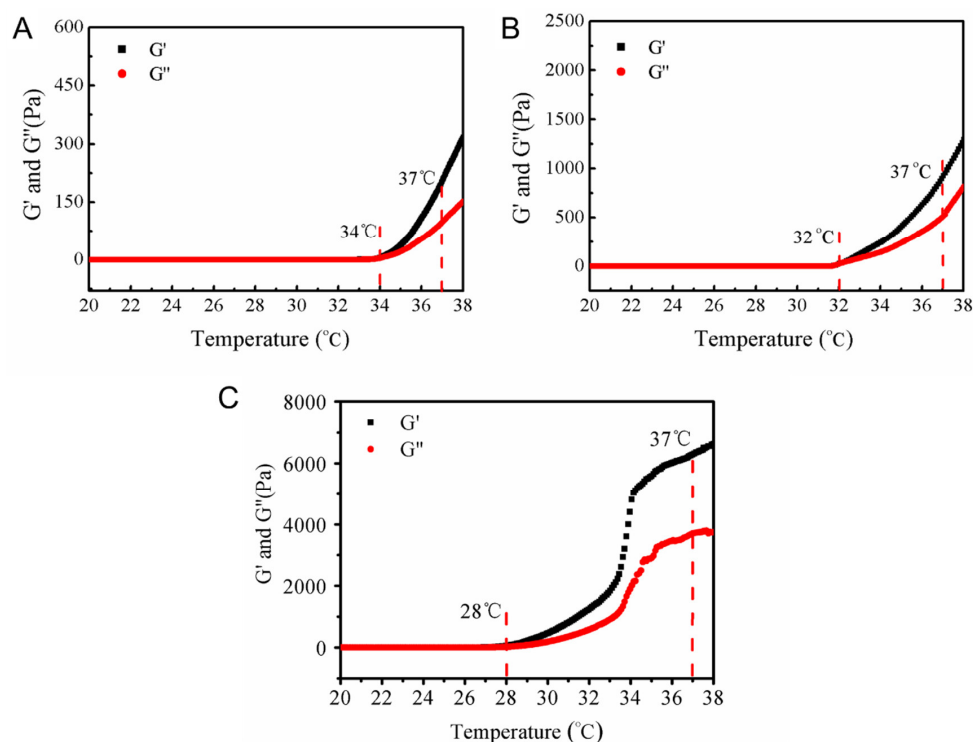 A
600
450
300
150
0
G' and G''(Pa)
G'
G''
37℃
34℃
20 22 24 26 28 30 32 34 36 38
Temperature (℃)
B
2500
2000
1500
1000
500
0
G' and G''(Pa)
G'
G''
37℃
32℃
20 22 24 26 28 30 32 34 36 38
Temperature (℃)
C
8000
6000
4000
2000
0
G' and G''(Pa)
G'
G''
37℃
28℃
20 22 24 26 28 30 32 34 36 38
Temperature (℃)